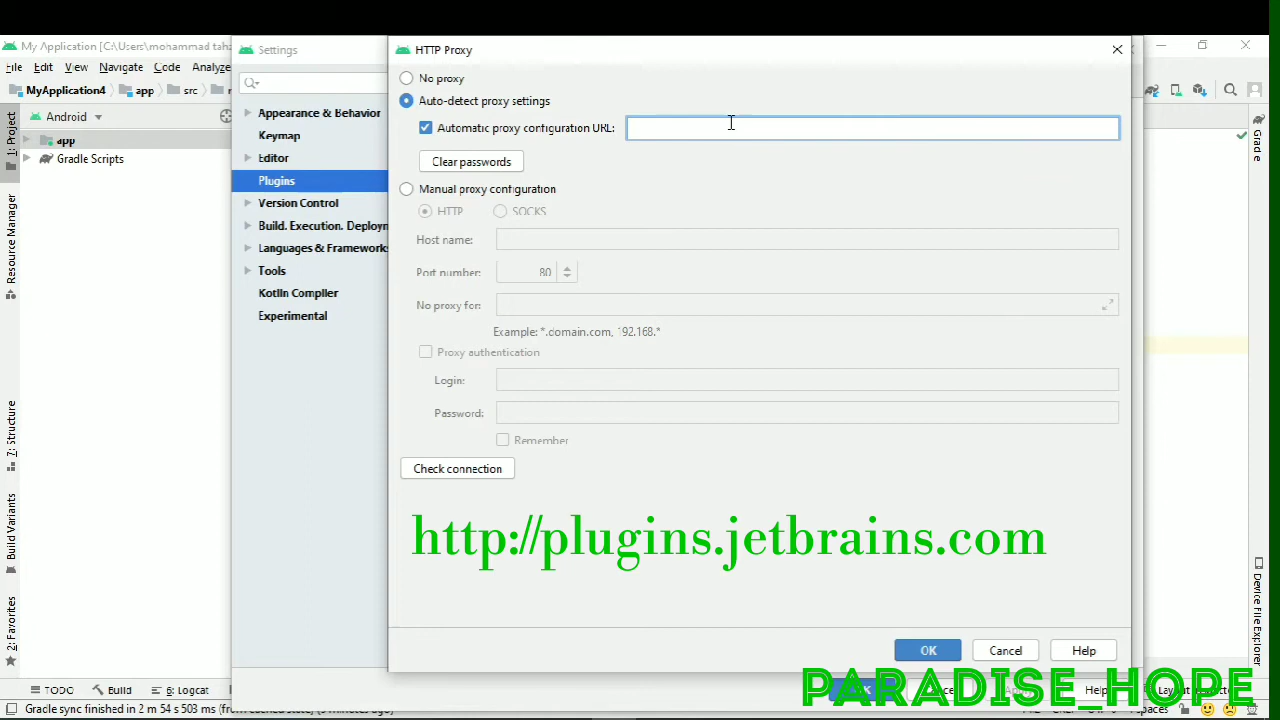 My Application [C:\Users\mohammad tah
Settings
HTTP Proxy
File Edit View Navigate Code Analyze
No proxy
MyApplication4 app src
Appearance & Behavior
Auto-detect proxy settings
Android
Keymap
Automatic proxy configuration URL:
app
Editor
Gradle Scripts
Clear passwords
Plugins
Manual proxy configuration
Version Control
HTTP SOCKS
Build, Execution, Deploym
Host name:
Languages & Frameworks
Tools
Port number: 80
Kotlin Compiler
No proxy for:
Experimental
Example: *.domain.com, 192.168.*
Proxy authentication
Login:
Password:
Remember
Check connection
http://plugins.jetbrains.com
OK Cancel Help
1: Project
Resource Manager
7: Structure
Build Variants
2: Favorites
Gradle
Device File Explorer
TODO Build 6: Logcat
Help
PARADISE_HOPE
Gradle sync finished in 2 m 54 s 503 ms